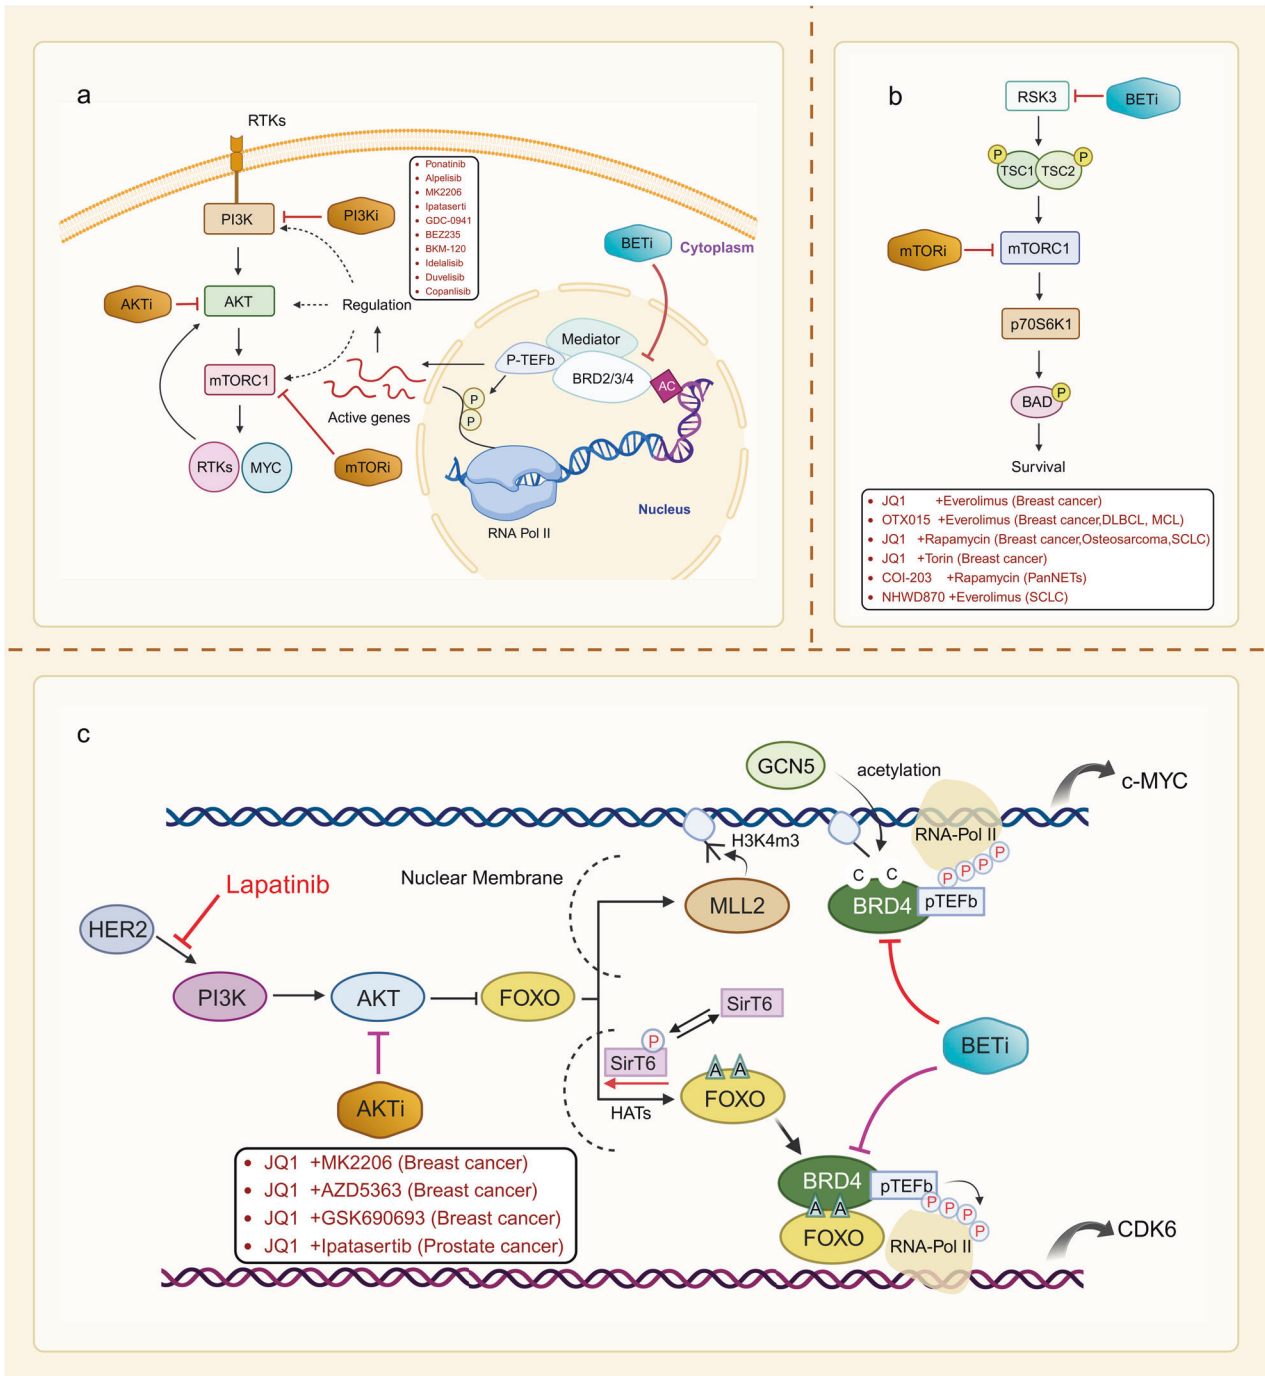 a
RTKs
PI3K
PI3Ki
Ponatinib
Alpelisib
MK2206
Ipataserti
GDC-0941
BEZ235
BKM-120
Idelalisib
Duvelisib
Copanlisib
BETi
Cytoplasm
AKTi
AKT
Regulation
Mediator
P-TEFb
BRD2/3/4
AC
mTORC1
Active genes
P
P
RTKs
MYC
mTORi
RNA Pol II
Nucleus
b
RSK3
BETi
P
P
TSC1
TSC2
mTORi
mTORC1
p70S6K1
BAD
P
Survival
JQ1 +Everolimus (Breast cancer)
OTX015 +Everolimus (Breast cancer,DLBCL, MCL)
JQ1 +Rapamycin (Breast cancer,Osteosarcoma,SCLC)
JQ1 +Torin (Breast cancer)
COI-203 +Rapamycin (PanNETs)
NHWD870 +Everolimus (SCLC)
c
GCN5
acetylation
c-MYC
RNA-Pol II
H3K4m3
P P P P
C C
Lapatinib
Nuclear Membrane
HER2
MLL2
BRD4
pTEFb
PI3K
AKT
FOXO
SirT6
P
SirT6
BETi
A A
FOXO
HATs
AKTi
JQ1 +MK2206 (Breast cancer)
JQ1 +AZD5363 (Breast cancer)
JQ1 +GSK690693 (Breast cancer)
JQ1 +Ipatasertib (Prostate cancer)
BRD4
pTEFb
A A
P P P P
FOXO
RNA-Pol II
CDK6